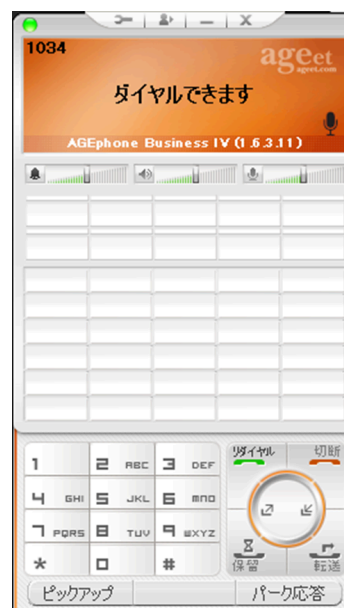 1034
ageet
ageet.com
ダイヤルできます
AGEphone Business IV (1.6.3.11)
リダイヤル 切断
1 2 ABC 3 DEF
4 GHI 5 JKL 6 MNO
7 PQRS 8 TUV 9 WXYZ
* 0 #
保留 転送
ピックアップ パーク応答